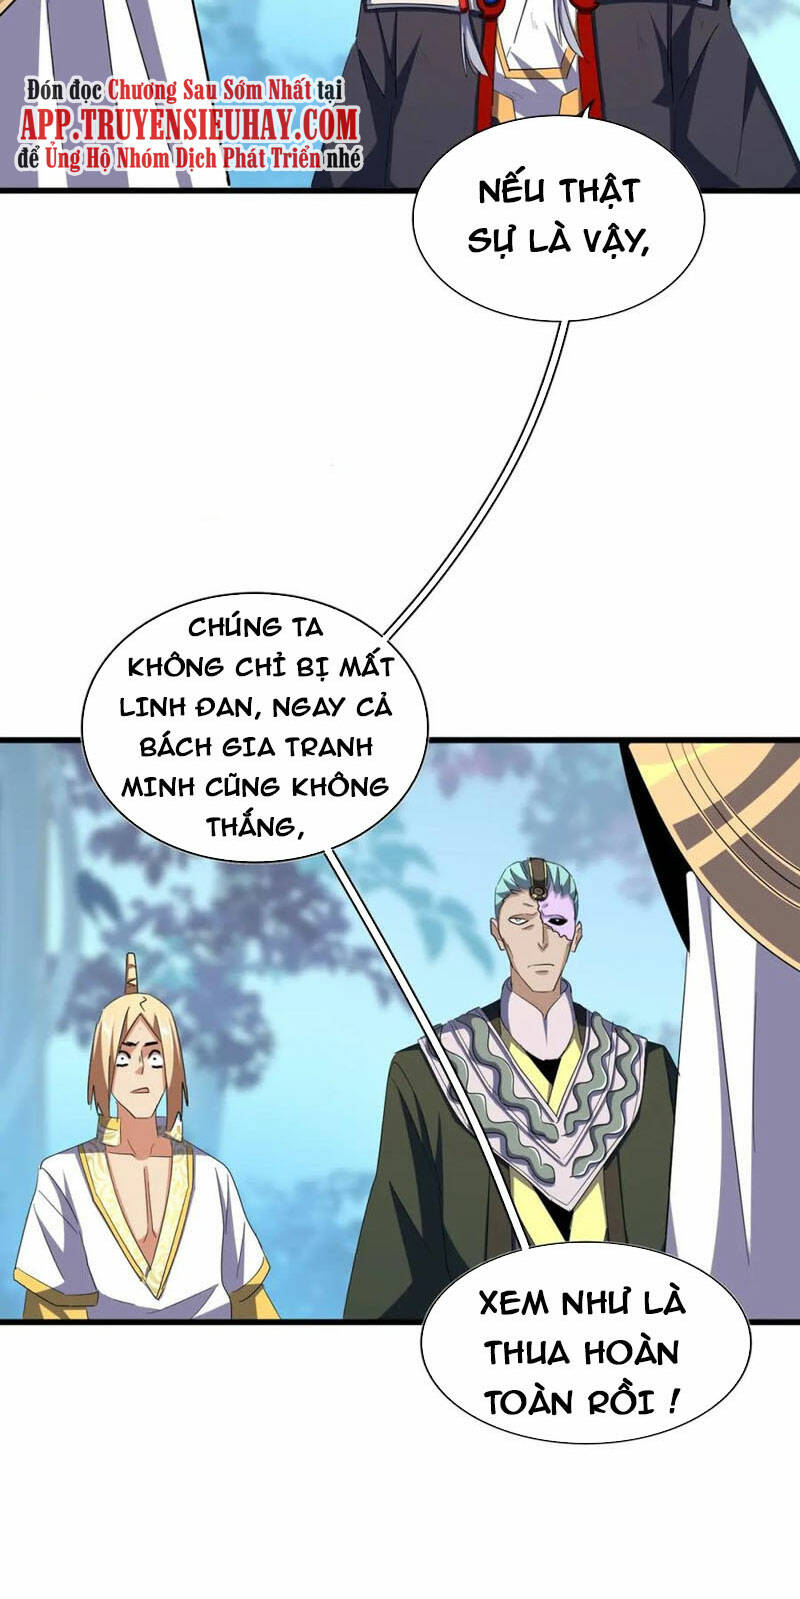 Đón đọc Chương Sau Sớm Nhất tại
APP.TRUYENSIEUHAY.COM
để Ủng Hộ Nhóm Dịch Phát Triển nhé
NẾU THẬT
SỰ LÀ VẬY,
CHÚNG TA
KHÔNG CHỈ BỊ MẤT
LINH ĐAN, NGAY CẢ
BÁCH GIA TRANH
MINH CŨNG KHÔNG
THẮNG,
XEM NHƯ LÀ
THUA HOÀN
TOÀN RỒI !